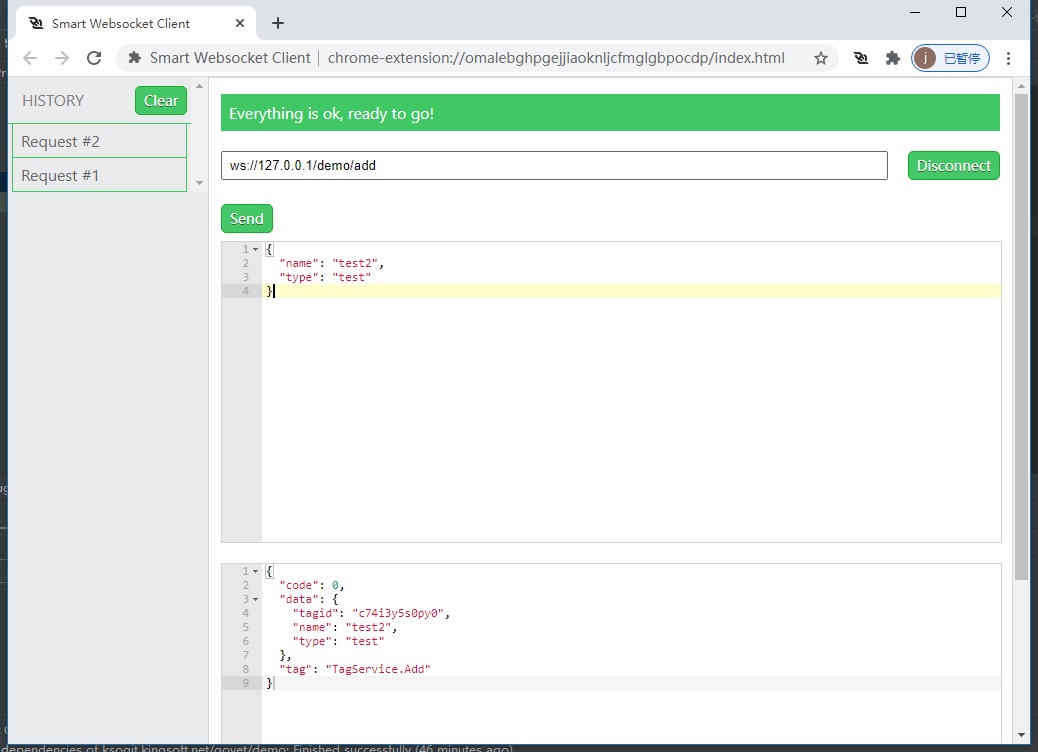 Smart Websocket Client
Smart Websocket Client | chrome-extension://omalebghpgejjiaoknljcfmglgbpocdp/index.html
j 已暂停
HISTORY
Clear
Request #2
Request #1
Everything is ok, ready to go!
ws://127.0.0.1/demo/add
Disconnect
Send
1 {
2 "name": "test2",
3 "type": "test"
4 }
1 {
2 "code": 0,
3 "data": {
4 "tagid": "c74i3y5s0py0",
5 "name": "test2",
6 "type": "test"
7 },
8 "tag": "TagService.Add"
9 }
dependencies of ksogit.kingsoft.net/govet/demo: Finished successfully (46 minutes ago)